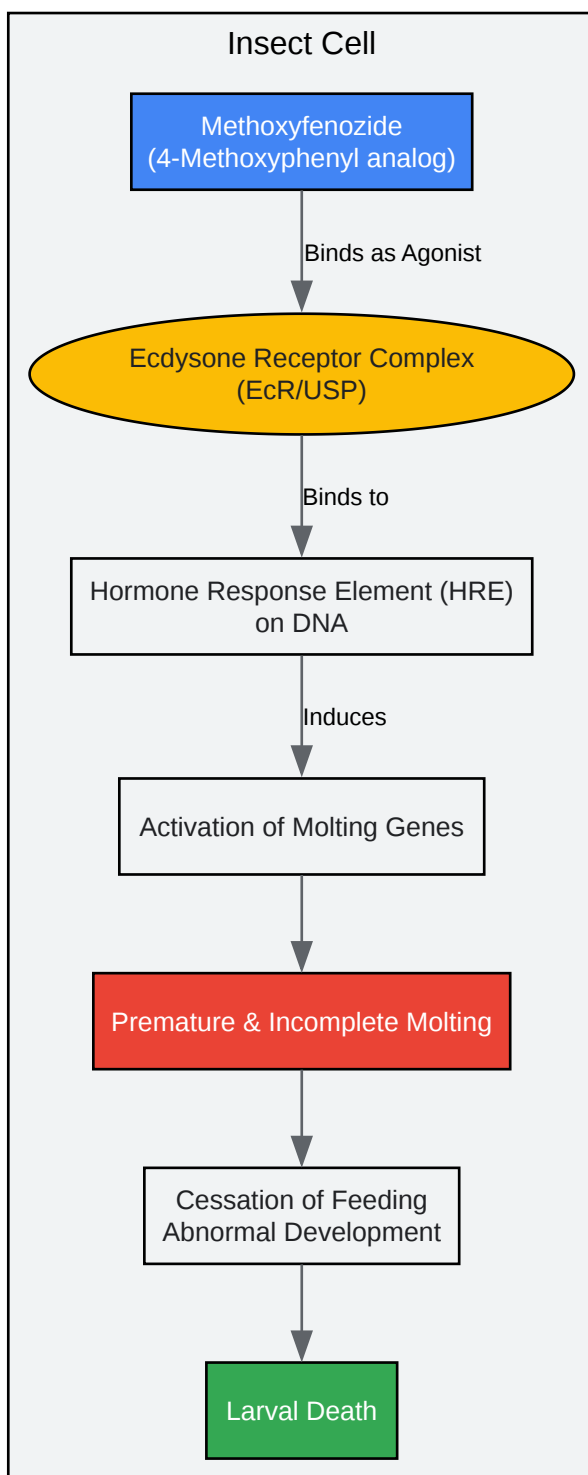 Insect Cell
Methoxyfenozide
(4-Methoxyphenyl analog)
Binds as Agonist
Ecdysone Receptor Complex
(EcR/USP)
Binds to
Hormone Response Element (HRE)
on DNA
Induces
Activation of Molting Genes
Premature & Incomplete Molting
Cessation of Feeding
Abnormal Development
Larval Death